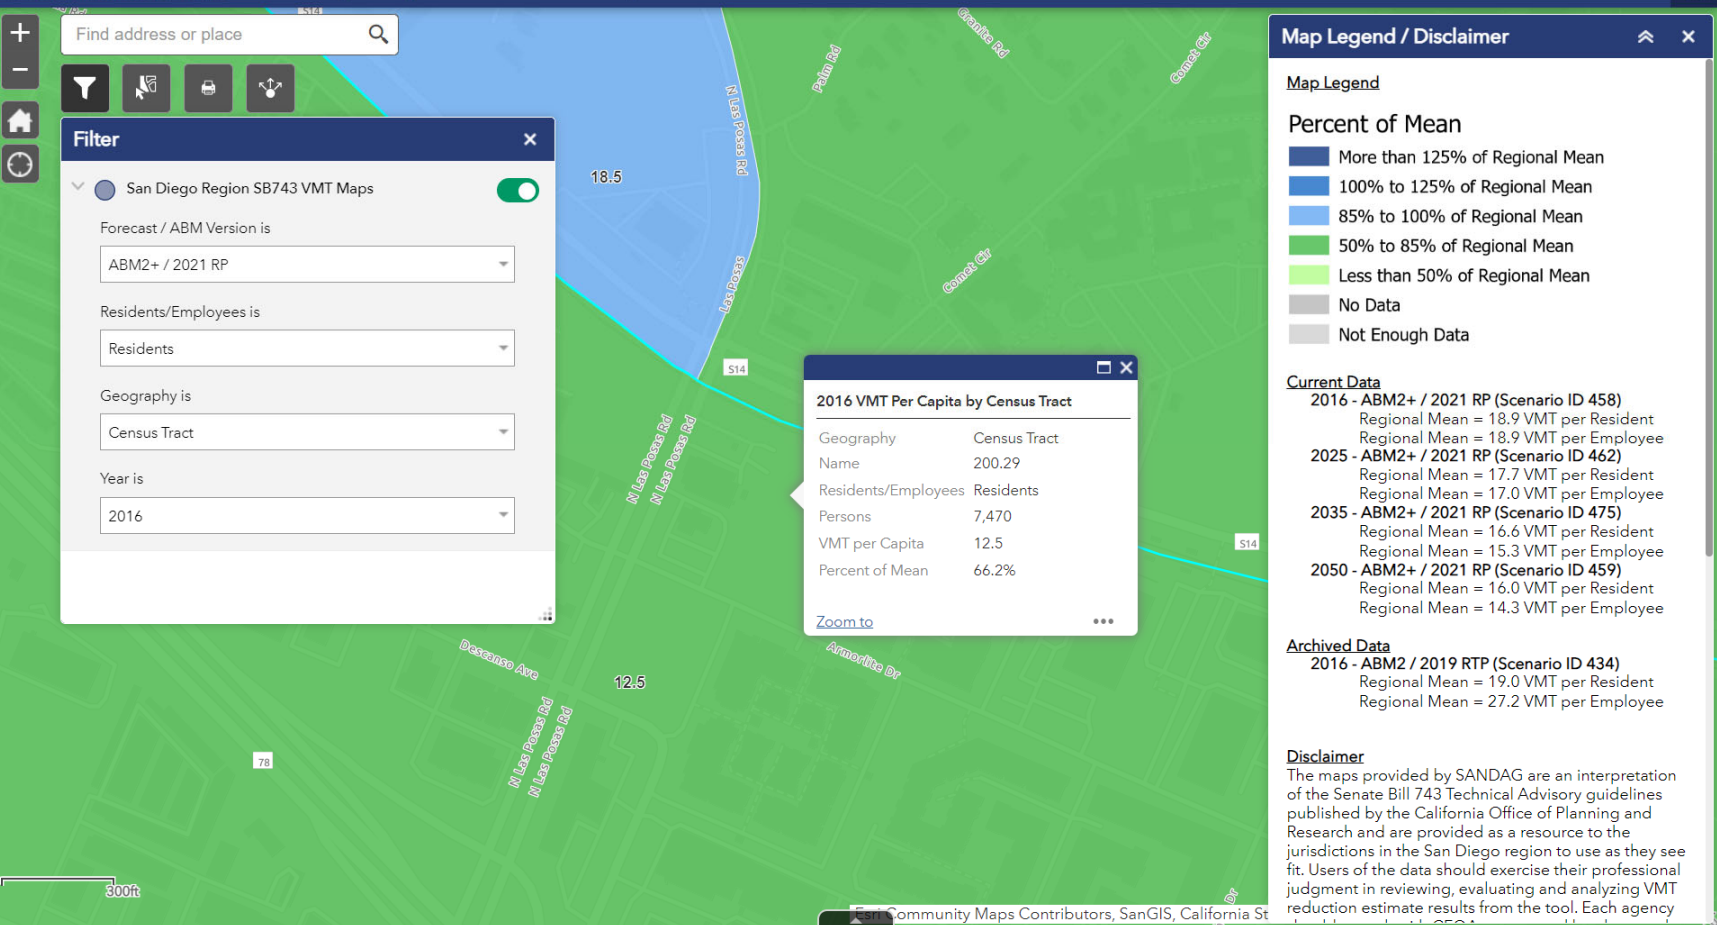 S14
Find address or place
Filter
San Diego Region SB743 VMT Maps
Forecast / ABM Version is
ABM2+ / 2021 RP
Residents/Employees is
Residents
Geography is
Census Tract
Year is
2016
18.5
N Las Posas Rd
Las Posas
Palm Rd
Granite Rd
Comet Cir
Comet Cir
S14
N Las Posas Rd
N Las Posas Rd
2016 VMT Per Capita by Census Tract
Geography Census Tract
Name 200.29
Residents/Employees Residents
Persons 7,470
VMT per Capita 12.5
Percent of Mean 66.2%
Zoom to
S14
Descanso Ave
Armorlite Dr
12.5
N Las Posas Rd
N Las Posas Rd
78
300ft
Dr
Esri Community Maps Contributors, SanGIS, California St
Map Legend / Disclaimer
Map Legend
Percent of Mean
More than 125% of Regional Mean
100% to 125% of Regional Mean
85% to 100% of Regional Mean
50% to 85% of Regional Mean
Less than 50% of Regional Mean
No Data
Not Enough Data
Current Data
2016 - ABM2+ / 2021 RP (Scenario ID 458)
Regional Mean = 18.9 VMT per Resident
Regional Mean = 18.9 VMT per Employee
2025 - ABM2+ / 2021 RP (Scenario ID 462)
Regional Mean = 17.7 VMT per Resident
Regional Mean = 17.0 VMT per Employee
2035 - ABM2+ / 2021 RP (Scenario ID 475)
Regional Mean = 16.6 VMT per Resident
Regional Mean = 15.3 VMT per Employee
2050 - ABM2+ / 2021 RP (Scenario ID 459)
Regional Mean = 16.0 VMT per Resident
Regional Mean = 14.3 VMT per Employee
Archived Data
2016 - ABM2 / 2019 RTP (Scenario ID 434)
Regional Mean = 19.0 VMT per Resident
Regional Mean = 27.2 VMT per Employee
Disclaimer
The maps provided by SANDAG are an interpretation
of the Senate Bill 743 Technical Advisory guidelines
published by the California Office of Planning and
Research and are provided as a resource to the
jurisdictions in the San Diego region to use as they see
fit. Users of the data should exercise their professional
judgment in reviewing, evaluating and analyzing VMT
reduction estimate results from the tool. Each agency